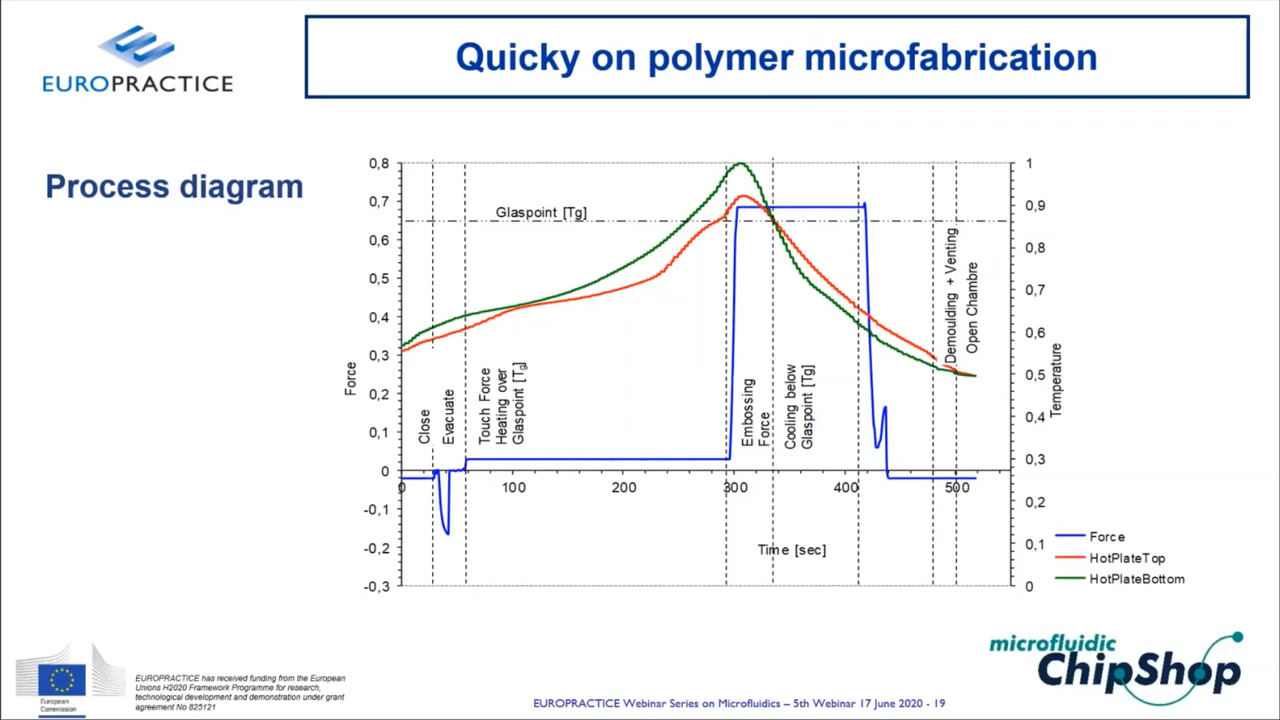 EUROPRACTICE
Quicky on polymer microfabrication
Process diagram
0,8
0,7
0,6
0,5
0,4
0,3
0,2
0,1
0
-0,1
-0,2
-0,3
Force
Glaspoint [Tg]
Close
Evacuate
Touch Force
Heating over
Glaspoint [Tg]
Embossing
Force
Cooling below
Glaspoint [Tg]
Demoulding + Venting
Open Chambre
0 100 200 300 400 500
Time [sec]
1
0,9
0,8
0,7
0,6
0,5
0,4
0,3
0,2
0,1
0
Temperature
Force
HotPlateTop
HotPlateBottom
European
Commission
EUROPRACTICE has received funding from the European
Unions H2020 Framework Programme for research,
technological development and demonstration under grant
agreement No 825121
EUROPRACTICE Webinar Series on Microfluidics – 5th Webinar 17 June 2020 - 19
microfluidic
ChipShop